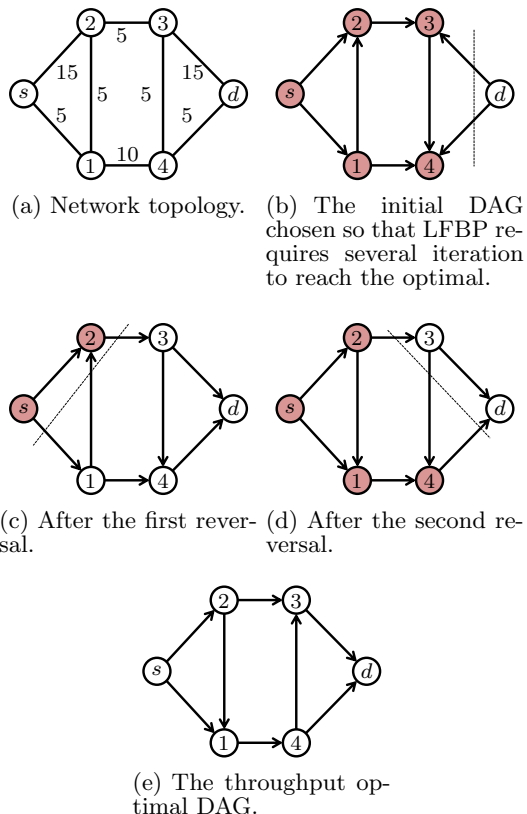 2 3
5
15 15
s d
5 5 5 5
10
1 4
(a) Network topology.
2 3
s d
1 4
(b) The initial DAG
chosen so that LFBP re-
quires several iteration
to reach the optimal.
2 3
s d
1 4
(c) After the first rever-
sal.
2 3
s d
1 4
(d) After the second re-
versal.
2 3
s d
1 4
(e) The throughput op-
timal DAG.